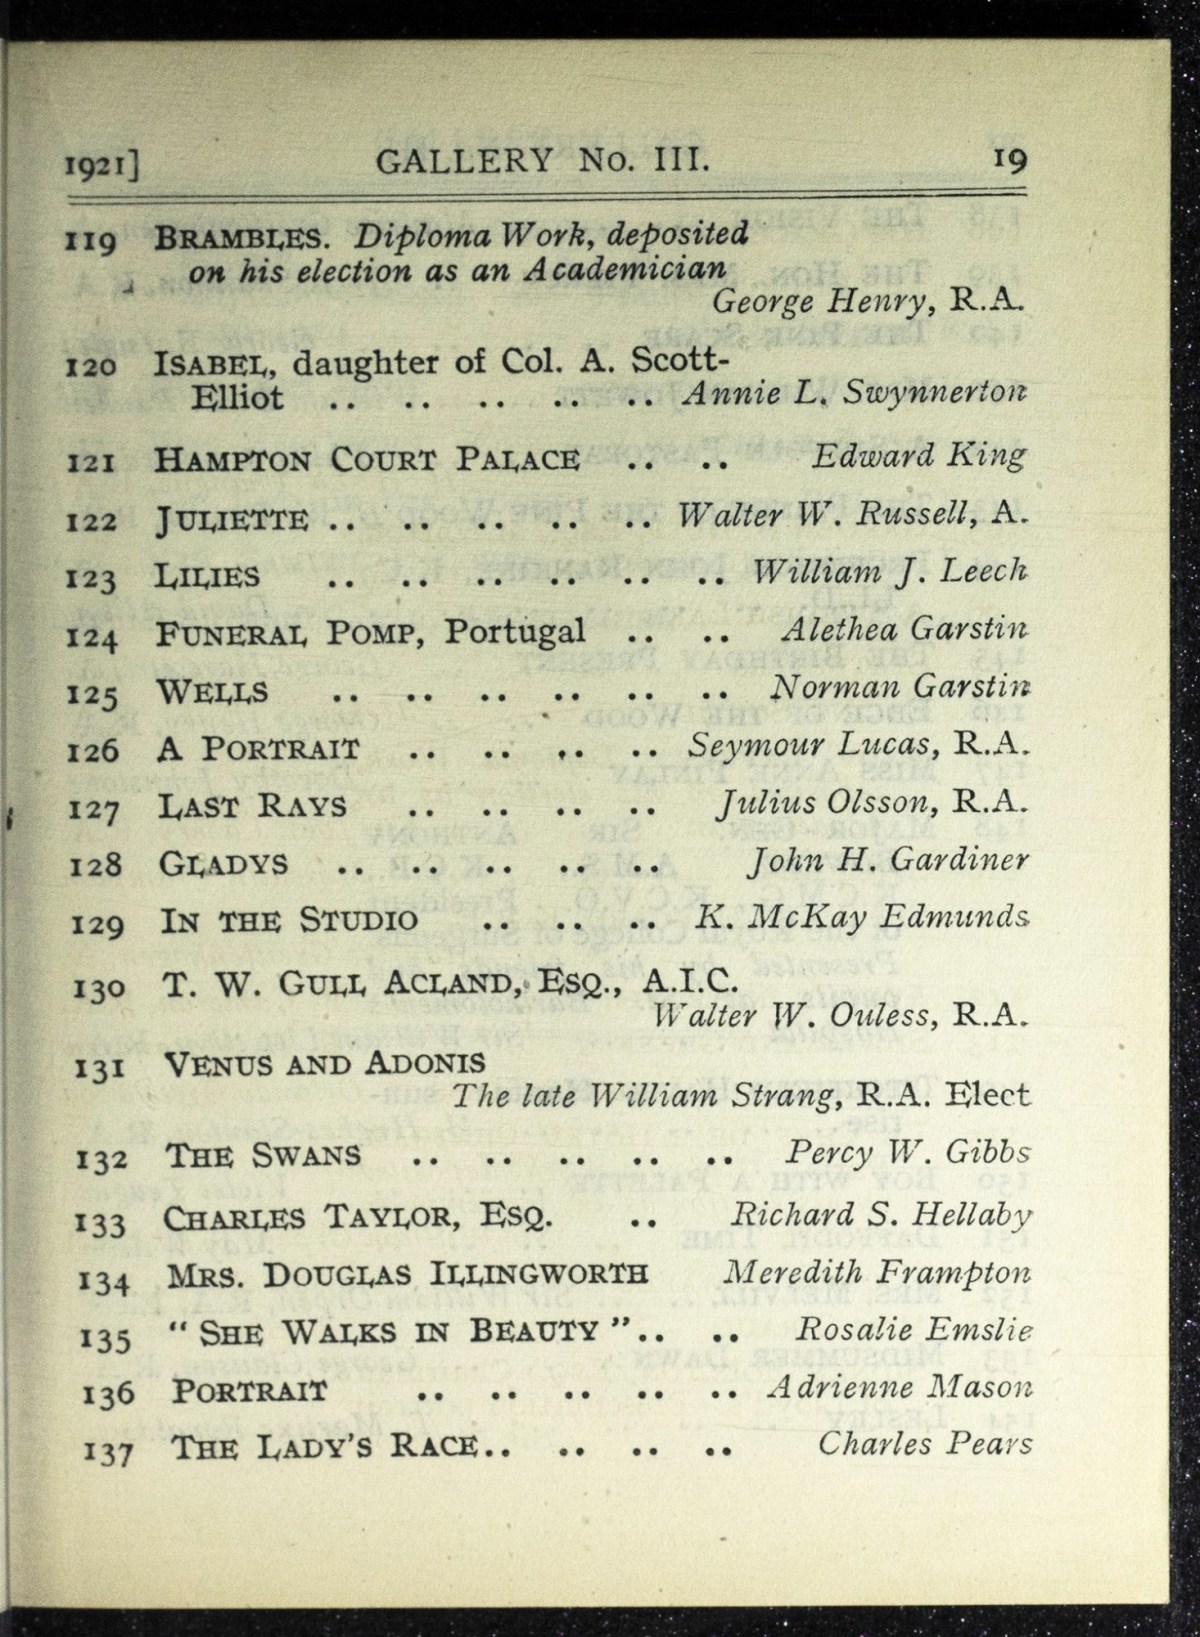 1921] GALLERY No. III. 19
119 BRAMBLES. Diploma Work, deposited
on his election as an Academician
George Henry, R.A.
120 ISABEL, daughter of Col. A. Scott-
Elliot .. .. .. .. .. Annie L. Swynnerton
121 HAMPTON COURT PALACE .. .. Edward King
122 JULIETTE .. .. .. .. .. Walter W. Russell, A.
123 LILIES .. .. .. .. .. .. William J. Leech
124 FUNERAL POMP, Portugal .. .. Alethea Garstin
125 WELLS .. .. .. .. .. .. Norman Garstin
126 A PORTRAIT .. .. .. .. Seymour Lucas, R.A.
127 LAST RAYS .. .. .. .. Julius Olsson, R.A.
128 GLADYS .. .. .. .. .. John H. Gardiner
129 IN THE STUDIO .. .. .. K. McKay Edmunds
130 T. W. GULL ACLAND, ESQ., A.I.C.
Walter W. Ouless, R.A.
131 VENUS AND ADONIS
The late William Strang, R.A. Elect
132 THE SWANS .. .. .. .. .. Percy W. Gibbs
133 CHARLES TAYLOR, ESQ. .. Richard S. Hellaby
134 MRS. DOUGLAS ILLINGWORTH Meredith Frampton
135 "SHE WALKS IN BEAUTY".. .. Rosalie Emslie
136 PORTRAIT .. .. .. .. .. Adrienne Mason
137 THE LADY'S RACE.. .. .. .. Charles Pears